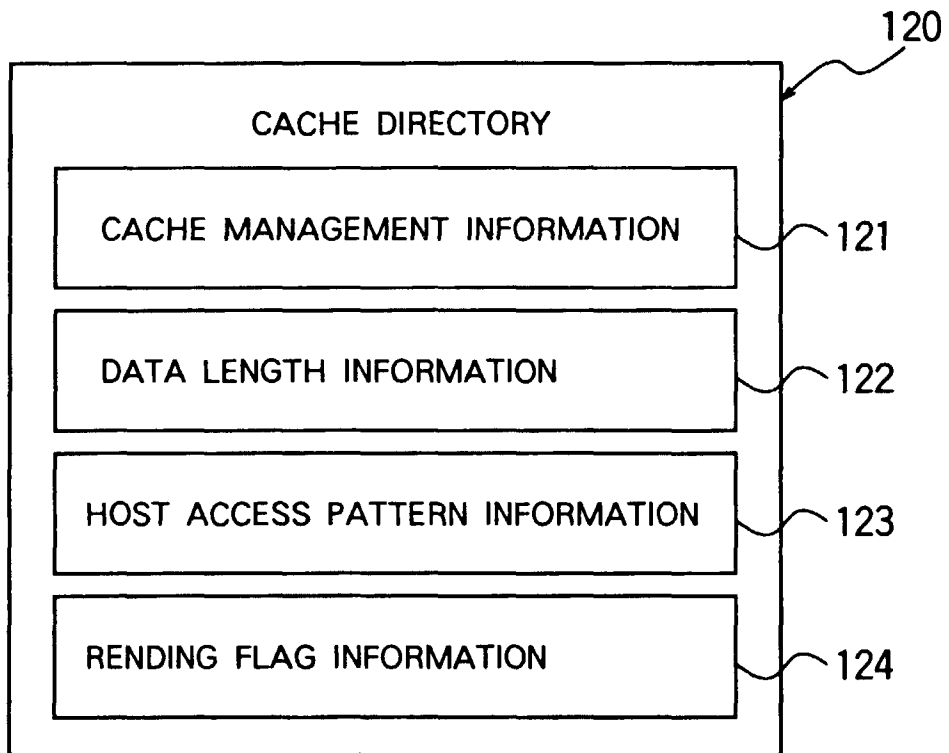 120
CACHE DIRECTORY
CACHE MANAGEMENT INFORMATION
121
DATA LENGTH INFORMATION
122
HOST ACCESS PATTERN INFORMATION
123
RENDING FLAG INFORMATION
124